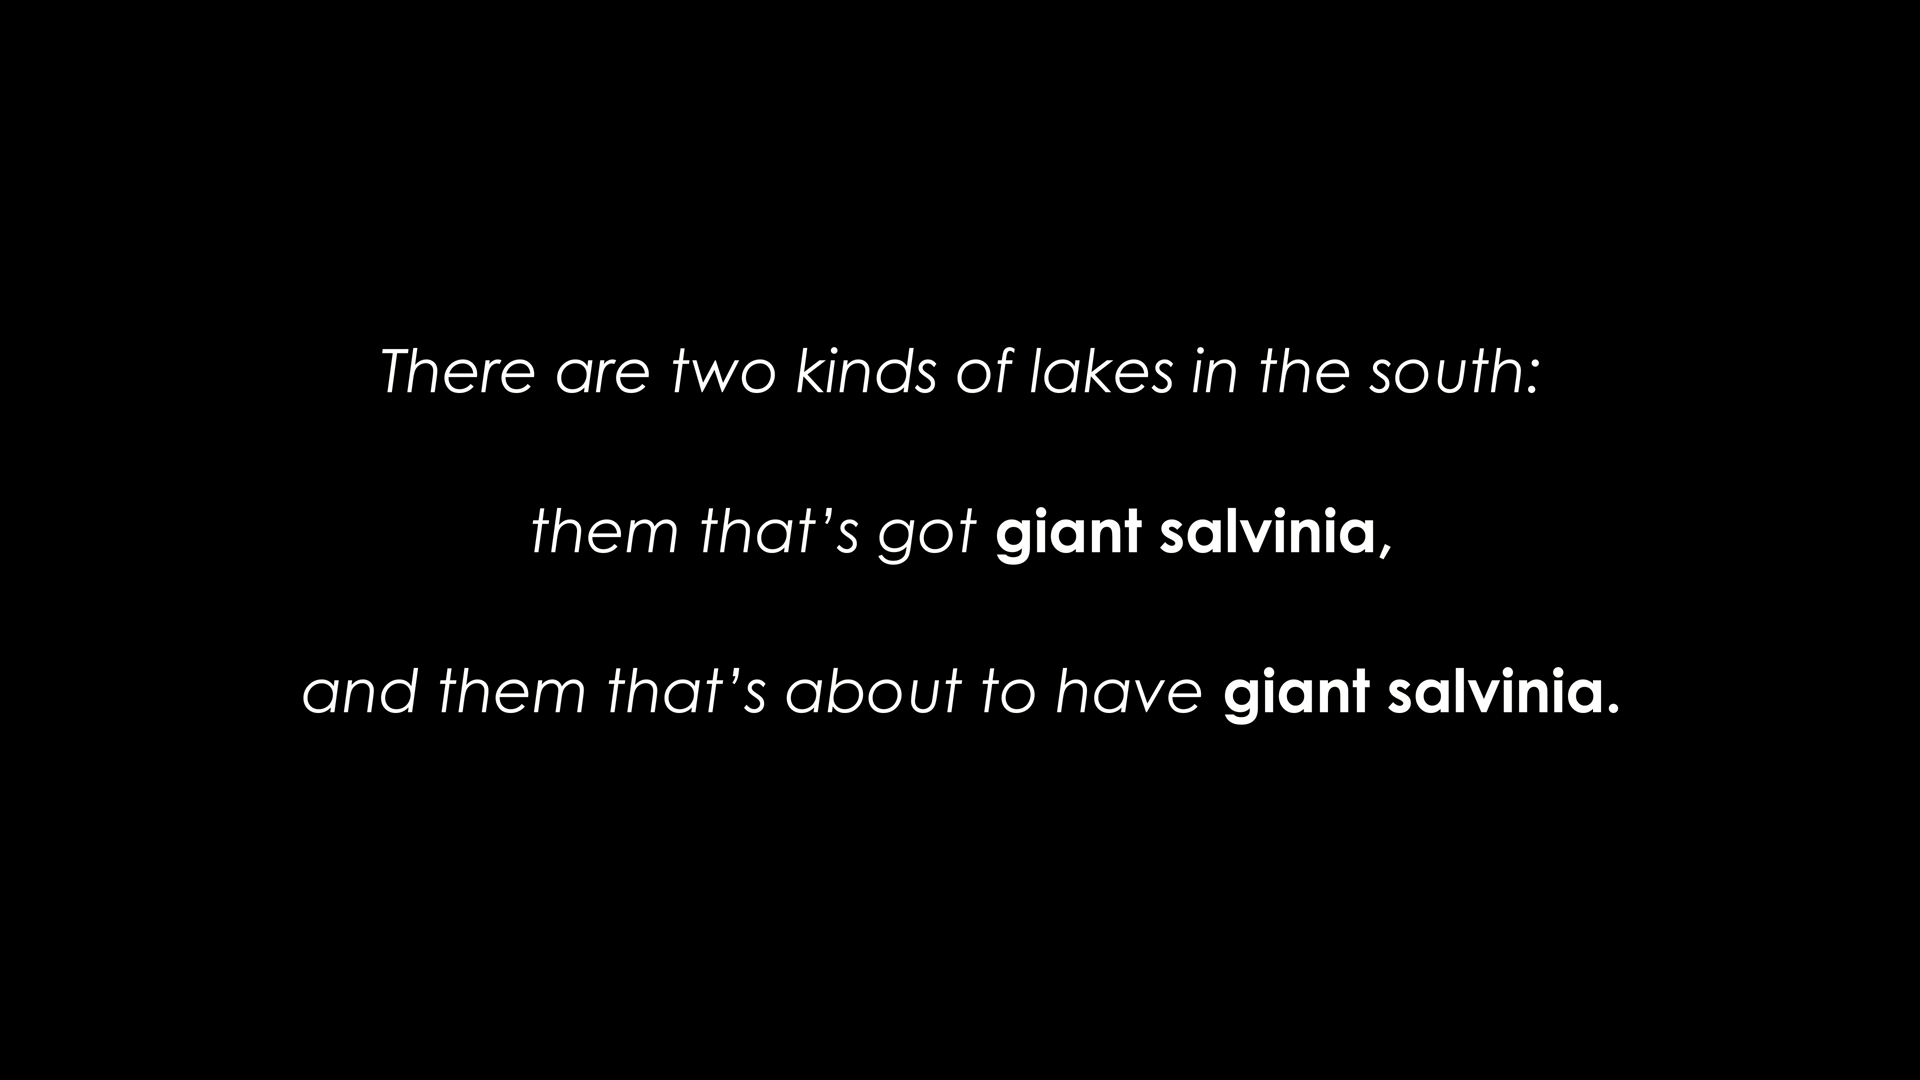 There are two kinds of lakes in the south:
them that’s got giant salvinia,
and them that’s about to have giant salvinia.